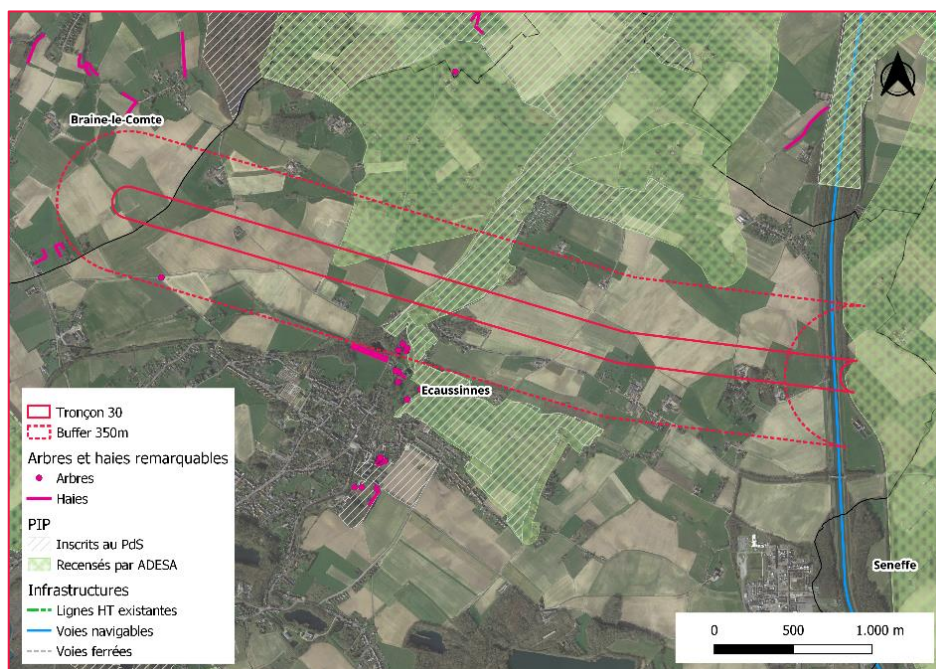 Braine-le-Comte
Ecaussinnes
Tronçon 30
Buffer 350m
Arbres et haies remarquables
Arbres
Haies
PIP
Inscrits au PdS
Recensés par ADESA
Infrastructures
Lignes HT existantes
Voies navigables
Voies ferrées
Seneffe
0 500 1.000 m